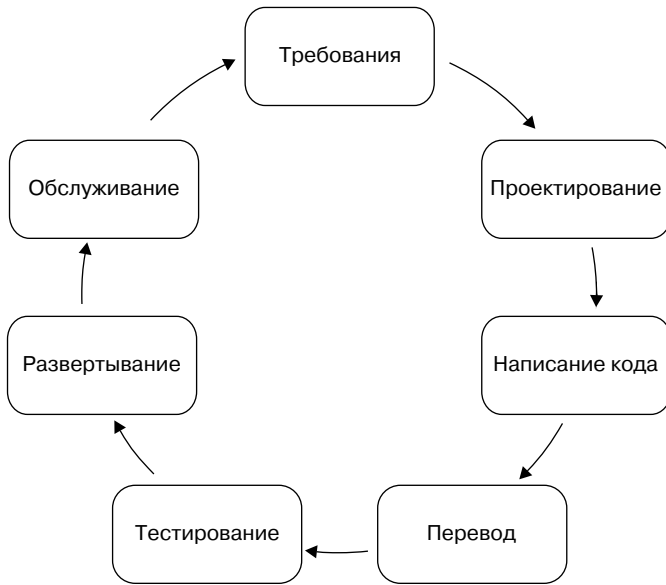 Требования
Проектирование
Написание кода
Перевод
Тестирование
Развертывание
Обслуживание